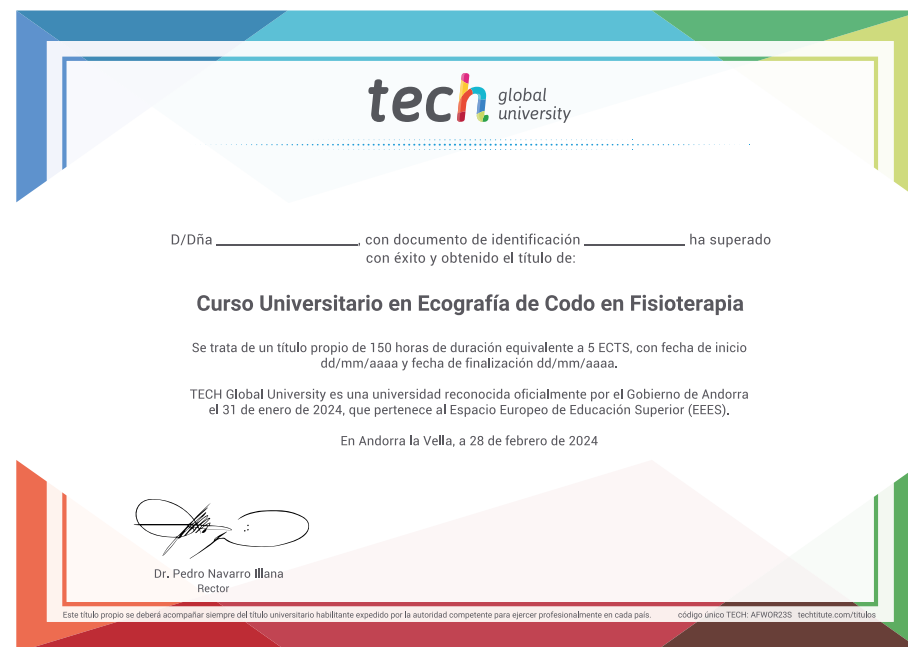 tech global university
D/Dña ____________________, con documento de identificación ______________ ha superado
con éxito y obtenido el título de:
Curso Universitario en Ecografía de Codo en Fisioterapia
Se trata de un título propio de 150 horas de duración equivalente a 5 ECTS, con fecha de inicio
dd/mm/aaaa y fecha de finalización dd/mm/aaaa.
TECH Global University es una universidad reconocida oficialmente por el Gobierno de Andorra
el 31 de enero de 2024, que pertenece al Espacio Europeo de Educación Superior (EEES).
En Andorra la Vella, a 28 de febrero de 2024
Dr. Pedro Navarro Illana
Rector
Este título propio se deberá acompañar siempre del título universitario habilitante expedido por la autoridad competente para ejercer profesionalmente en cada país. código único TECH: AFWOR23S techtitute.com/titulos